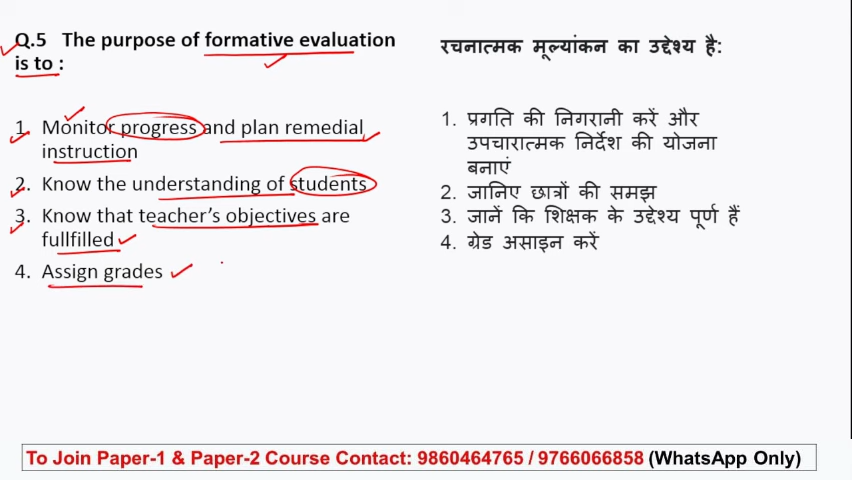 Q.5 The purpose of formative evaluation
is to :
1. Monitor progress and plan remedial
instruction
2. Know the understanding of students
3. Know that teacher's objectives are
fullfilled
4. Assign grades
रचनात्मक मूल्यांकन का उद्देश्य है:
1. प्रगति की निगरानी करें और
उपचारात्मक निर्देश की योजना
बनाएं
2. जानिए छात्रों की समझ
3. जानें कि शिक्षक के उद्देश्य पूर्ण हैं
4. ग्रेड असाइन करें
To Join Paper-1 & Paper-2 Course Contact: 9860464765 / 9766066858 (WhatsApp Only)